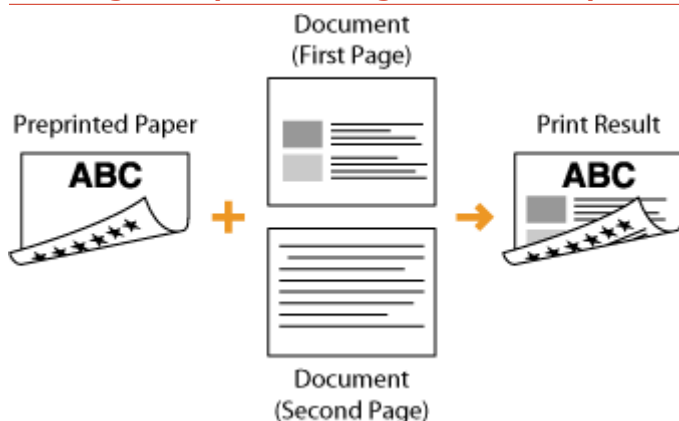 Document
(First Page)
Preprinted Paper
ABC
Print Result
ABC
Document
(Second Page)